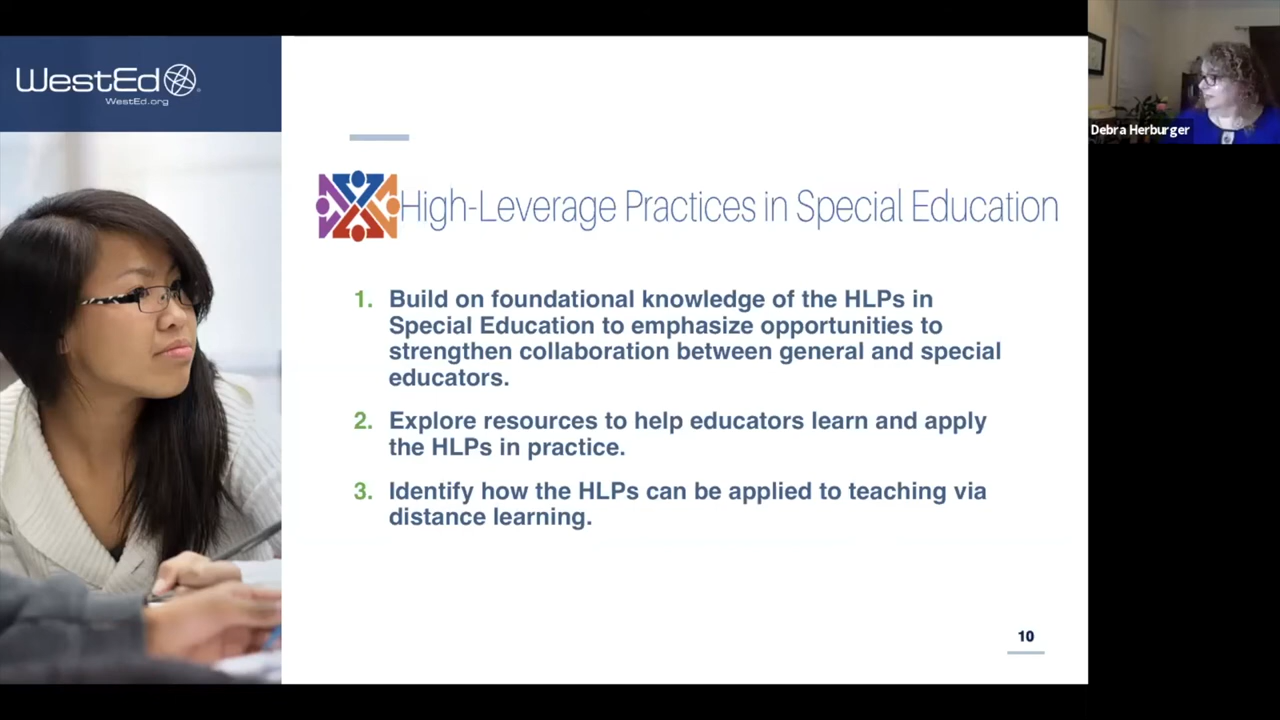 WestEd
WestEd.org
Debra Herburger
High-Leverage Practices in Special Education
1. Build on foundational knowledge of the HLPs in
Special Education to emphasize opportunities to
strengthen collaboration between general and special
educators.
2. Explore resources to help educators learn and apply
the HLPs in practice.
3. Identify how the HLPs can be applied to teaching via
distance learning.
10